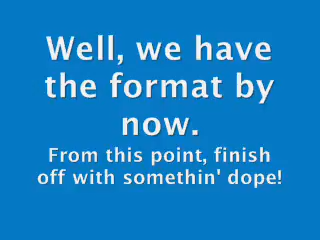 Well, we have
the format by
now.
From this point, finish
off with somethin' dope!